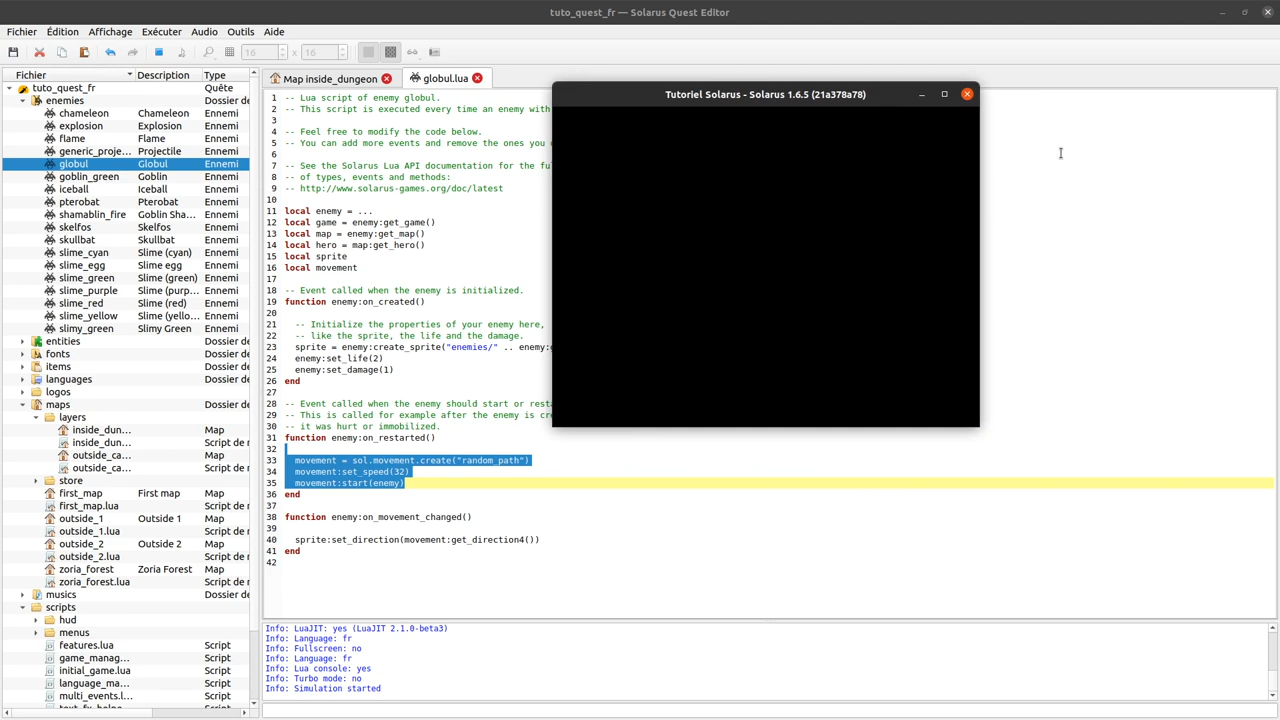 tuto_quest_fr — Solarus Quest Editor
Fichier Édition Affichage Exécuter Audio Outils Aide
16 x 16
Fichier Description Type
tuto_quest_fr Quête
enemies Dossier de
chameleon Chameleon Ennemi
explosion Explosion Ennemi
flame Flame Ennemi
generic_proje... Projectile Ennemi
globul Globul Ennemi
goblin_green Goblin Ennemi
iceball Iceball Ennemi
pterobat Pterobat Ennemi
shamablin_fire Goblin Sha... Ennemi
skelfos Skelfos Ennemi
skullbat Skullbat Ennemi
slime_cyan Slime (cyan) Ennemi
slime_egg Slime egg Ennemi
slime_green Slime (green) Ennemi
slime_purple Slime (purp... Ennemi
slime_red Slime (red) Ennemi
slime_yellow Slime (yello... Ennemi
slimy_green Slimy Green Ennemi
entities Dossier de
fonts Dossier de
items Dossier de
languages Dossier de
logos Dossier de
maps Dossier de
layers Dossier de
inside_dun... Map
inside_dun... Script de m
outside_ca... Map
outside_ca... Script de m
store Dossier de
first_map First map Map
first_map.lua Script de m
outside_1 Outside 1 Map
outside_1.lua Script de m
outside_2 Outside 2 Map
outside_2.lua Script de m
zoria_forest Zoria Forest Map
zoria_forest.lua Script de m
musics Dossier de
scripts Dossier de
hud Dossier de
menus Dossier de
features.lua Script
game_manag... Script
initial_game.lua Script
language_ma... Script
multi_events.l... Script
Map inside_dungeon globul.lua
1 -- Lua script of enemy globul.
2 -- This script is executed every time an enemy with
3
4 -- Feel free to modify the code below.
5 -- You can add more events and remove the ones you
6
7 -- See the Solarus Lua API documentation for the fu
8 -- of types, events and methods:
9 -- http://www.solarus-games.org/doc/latest
10
11 local enemy = ...
12 local game = enemy:get_game()
13 local map = enemy:get_map()
14 local hero = map:get_hero()
15 local sprite
16 local movement
17
18 -- Event called when the enemy is initialized.
19 function enemy:on_created()
20
21 -- Initialize the properties of your enemy here,
22 -- like the sprite, the life and the damage.
23 sprite = enemy:create_sprite("enemies/" .. enemy:g
24 enemy:set_life(2)
25 enemy:set_damage(1)
26 end
27
28 -- Event called when the enemy should start or resta
29 -- This is called for example after the enemy is cre
30 -- it was hurt or immobilized.
31 function enemy:on_restarted()
32
33 movement = sol.movement.create("random_path")
34 movement:set_speed(32)
35 movement:start(enemy)
36 end
37
38 function enemy:on_movement_changed()
39
40 sprite:set_direction(movement:get_direction4())
41 end
42
Tutoriel Solarus - Solarus 1.6.5 (21a378a78)
Info: LuaJIT: yes (LuaJIT 2.1.0-beta3)
Info: Language: fr
Info: Fullscreen: no
Info: Language: fr
Info: Lua console: yes
Info: Turbo mode: no
Info: Simulation started